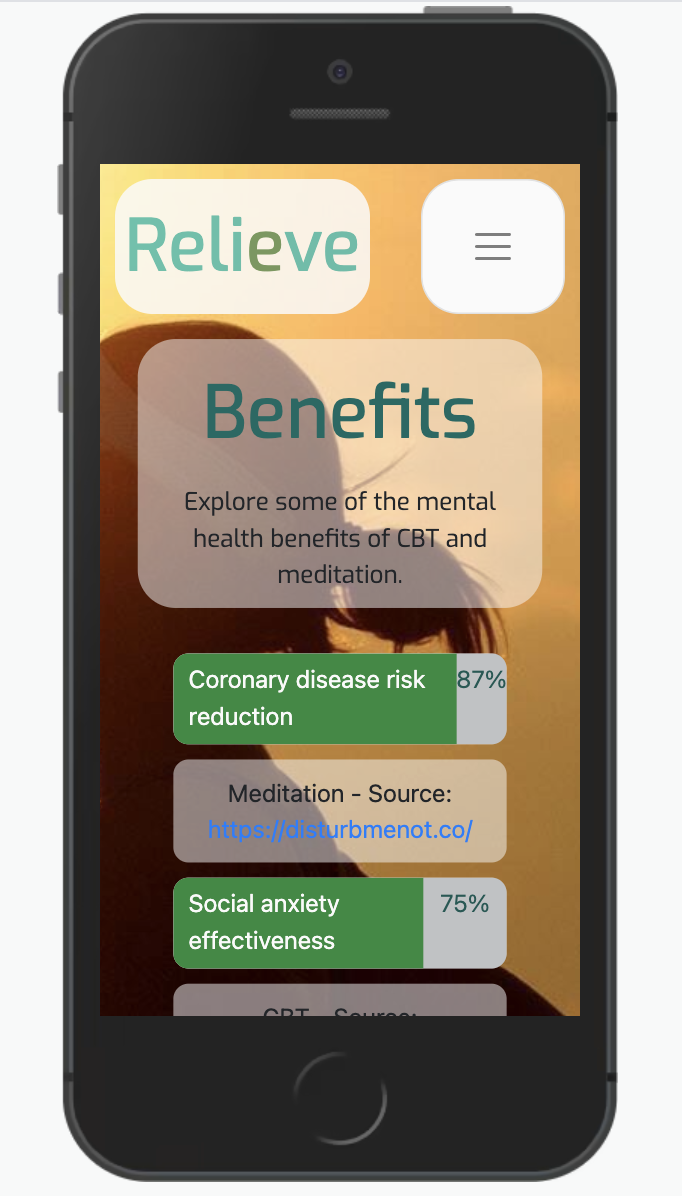 Relieve
Benefits
Explore some of the mental
health benefits of CBT and
meditation.
Coronary disease risk
reduction
87%
Meditation - Source:
https://disturbmenot.co/
Social anxiety
effectiveness
75%
CBT - Source: